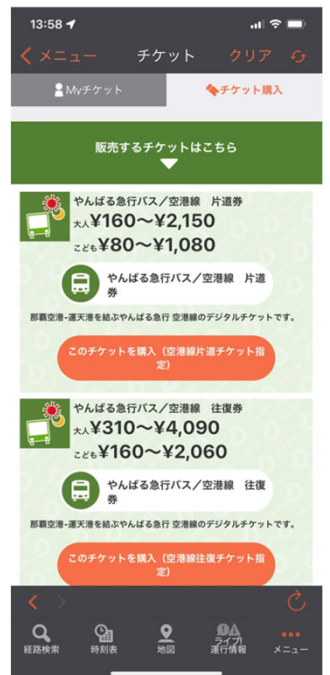 13:58
メニュー チケット クリア
Myチケット チケット購入
販売するチケットはこちら
やんばる急行バス／空港線 片道券
大人¥160〜¥2,150
こども¥80〜¥1,080
やんばる急行バス／空港線 片道
券
那覇空港-運天港を結ぶやんばる急行 空港線のデジタルチケットです。
このチケットを購入（空港線片道チケット指
定）
やんばる急行バス／空港線 往復券
大人¥310〜¥4,090
こども¥160〜¥2,060
やんばる急行バス／空港線 往復
券
那覇空港-運天港を結ぶやんばる急行 空港線のデジタルチケットです。
このチケットを購入（空港線往復チケット指
定）
ライブ!
経路検索 時刻表 地図 運行情報 メニュー